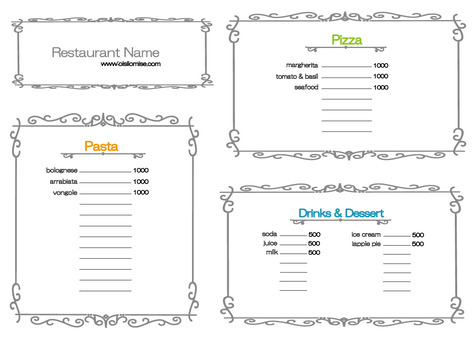 Restaurant Name
www.oisiiomise.com
Pizza
margherita 1000
tomato & basil 1000
seafood 1000
Pasta
bolognese 1000
arrabiata 1000
vongole 1000
Drinks & Dessert
soda 500
juice 500
milk 500
ice cream 500
lapple pie 500